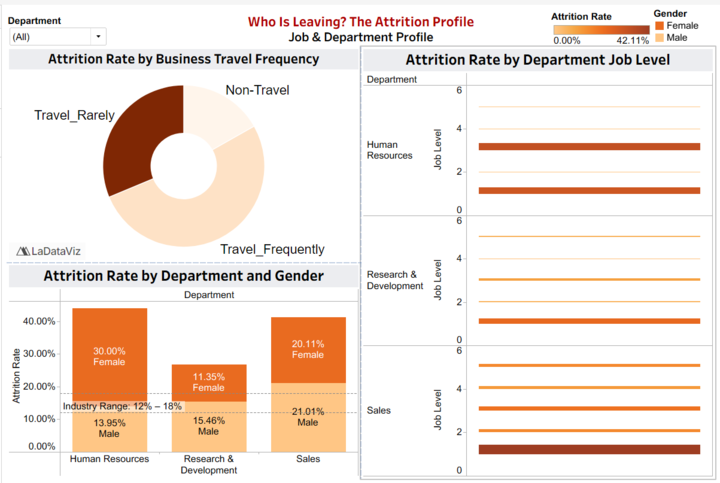 Department
(All)
Who Is Leaving? The Attrition Profile
Job & Department Profile
Attrition Rate
0.00% 42.11%
Gender
Female
Male
Attrition Rate by Business Travel Frequency
Non-Travel
Travel_Rarely
Travel_Frequently
LaDataViz
Attrition Rate by Department and Gender
Department
Attrition Rate
40.00%
30.00%
20.00%
10.00%
0.00%
30.00%
Female
11.35%
Female
20.11%
Female
Industry Range: 12% – 18%
13.95%
Male
15.46%
Male
21.01%
Male
Human Resources
Research &
Development
Sales
Attrition Rate by Department Job Level
Department
Human
Resources
Job Level
6
4
2
0
Research &
Development
Job Level
6
4
2
0
Sales
Job Level
6
4
2
0